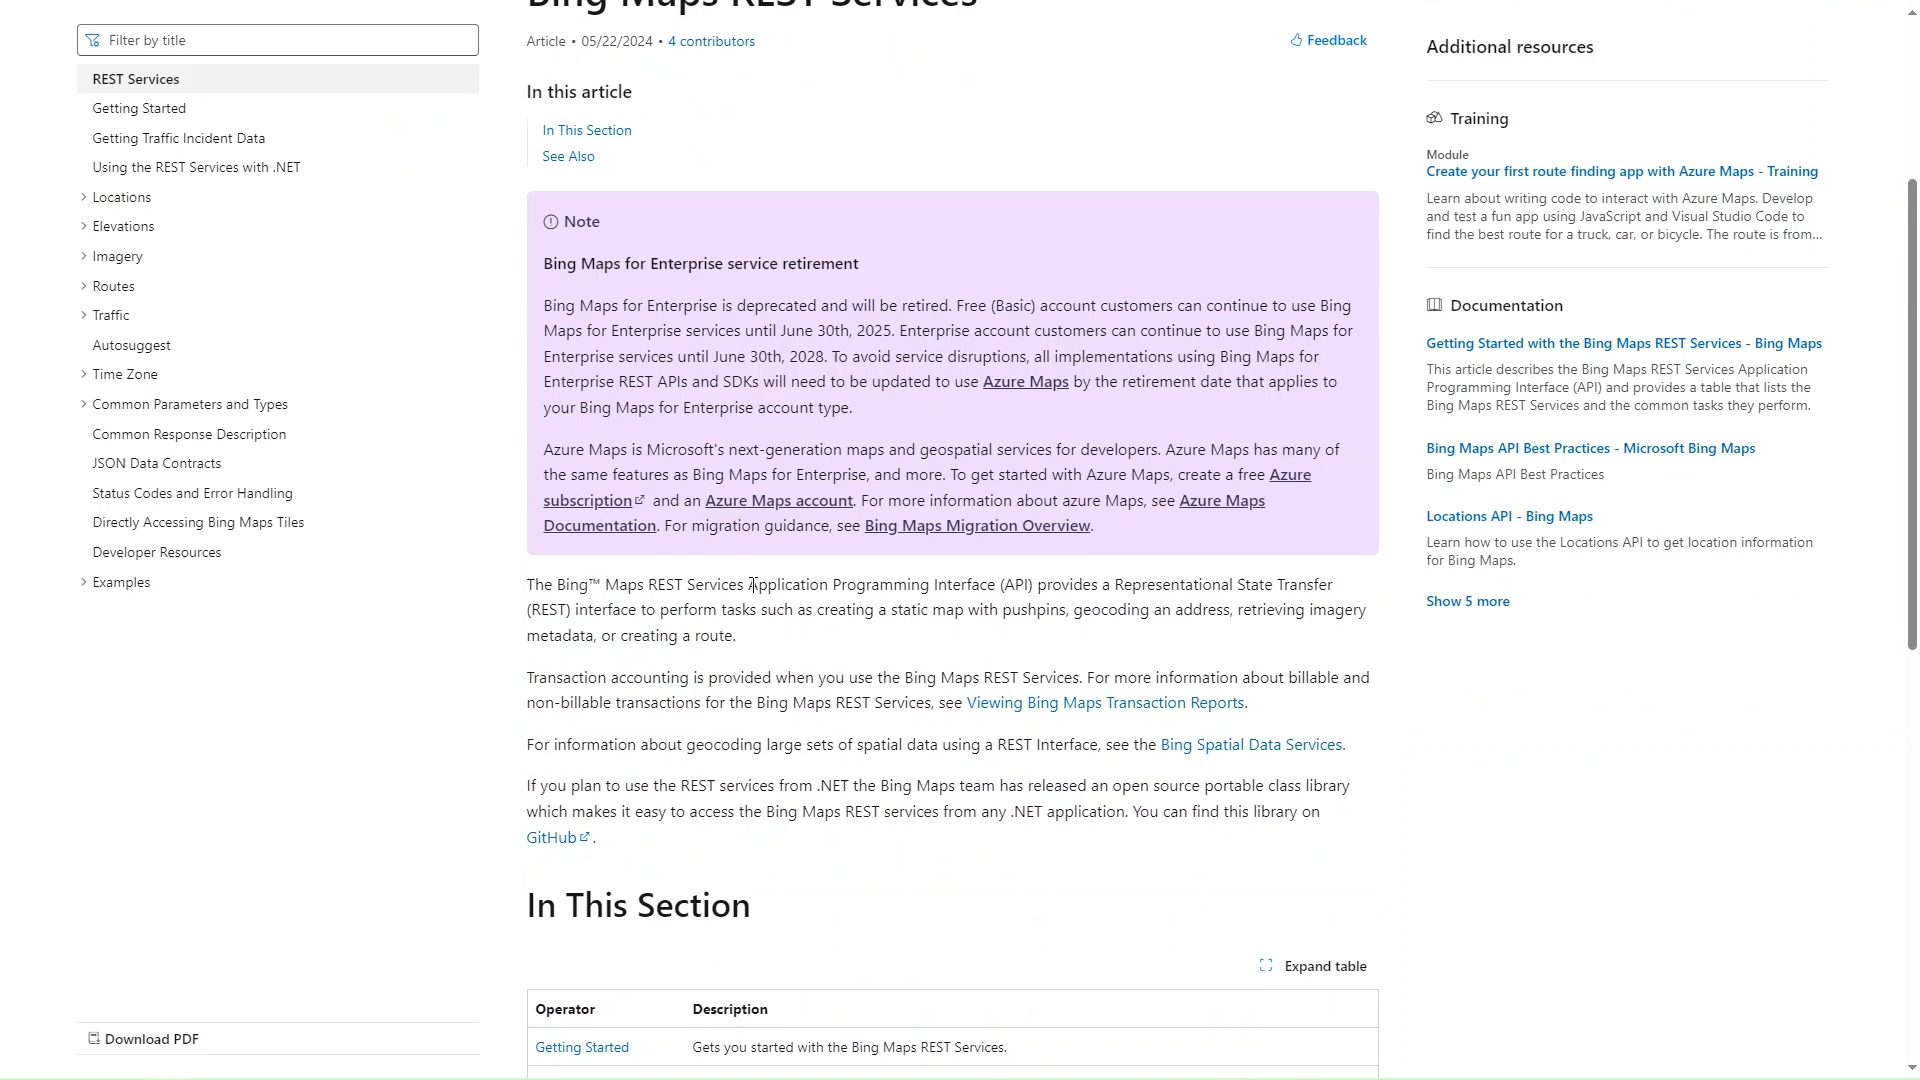 Bing Maps REST Services
Filter by title
REST Services
Getting Started
Getting Traffic Incident Data
Using the REST Services with .NET
Locations
Elevations
Imagery
Routes
Traffic
Autosuggest
Time Zone
Common Parameters and Types
Common Response Description
JSON Data Contracts
Status Codes and Error Handling
Directly Accessing Bing Maps Tiles
Developer Resources
Examples
Download PDF
Article • 05/22/2024 • 4 contributors
Feedback
In this article
In This Section
See Also
Note
Bing Maps for Enterprise service retirement
Bing Maps for Enterprise is deprecated and will be retired. Free (Basic) account customers can continue to use Bing
Maps for Enterprise services until June 30th, 2025. Enterprise account customers can continue to use Bing Maps for
Enterprise services until June 30th, 2028. To avoid service disruptions, all implementations using Bing Maps for
Enterprise REST APIs and SDKs will need to be updated to use Azure Maps by the retirement date that applies to
your Bing Maps for Enterprise account type.
Azure Maps is Microsoft's next-generation maps and geospatial services for developers. Azure Maps has many of
the same features as Bing Maps for Enterprise, and more. To get started with Azure Maps, create a free Azure
subscription and an Azure Maps account. For more information about azure Maps, see Azure Maps
Documentation. For migration guidance, see Bing Maps Migration Overview.
The Bing™ Maps REST Services Application Programming Interface (API) provides a Representational State Transfer
(REST) interface to perform tasks such as creating a static map with pushpins, geocoding an address, retrieving imagery
metadata, or creating a route.
Transaction accounting is provided when you use the Bing Maps REST Services. For more information about billable and
non-billable transactions for the Bing Maps REST Services, see Viewing Bing Maps Transaction Reports.
For information about geocoding large sets of spatial data using a REST Interface, see the Bing Spatial Data Services.
If you plan to use the REST services from .NET the Bing Maps team has released an open source portable class library
which makes it easy to access the Bing Maps REST services from any .NET application. You can find this library on
GitHub.
In This Section
Expand table
Operator Description
Getting Started Gets you started with the Bing Maps REST Services.
Additional resources
Training
Module
Create your first route finding app with Azure Maps - Training
Learn about writing code to interact with Azure Maps. Develop
and test a fun app using JavaScript and Visual Studio Code to
find the best route for a truck, car, or bicycle. The route is from...
Documentation
Getting Started with the Bing Maps REST Services - Bing Maps
This article describes the Bing Maps REST Services Application
Programming Interface (API) and provides a table that lists the
Bing Maps REST Services and the common tasks they perform.
Bing Maps API Best Practices - Microsoft Bing Maps
Bing Maps API Best Practices
Locations API - Bing Maps
Learn how to use the Locations API to get location information
for Bing Maps.
Show 5 more